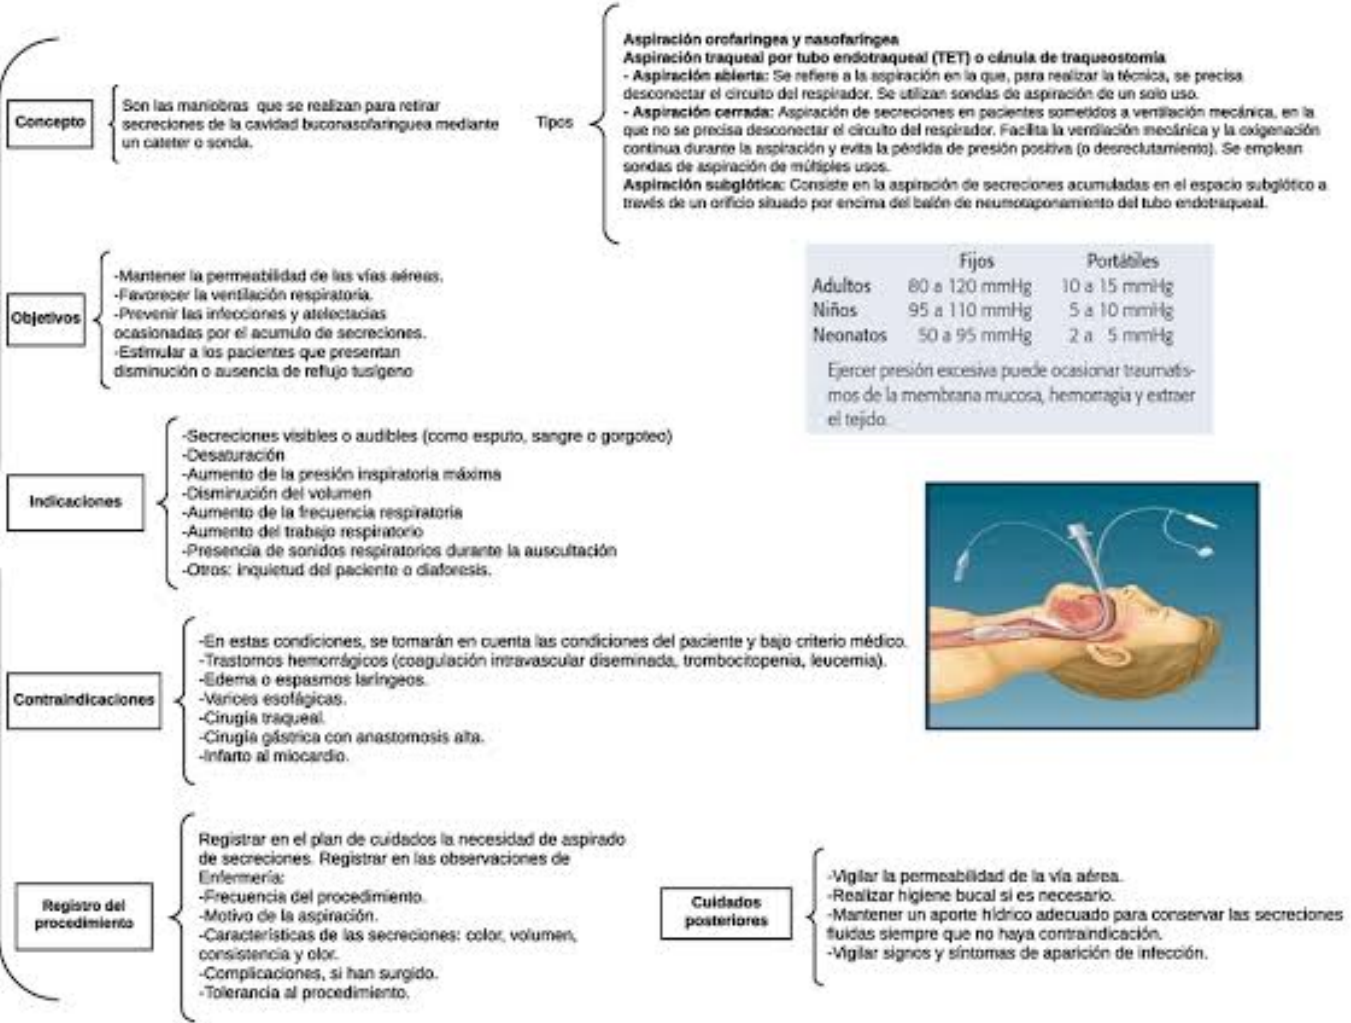 Concepto
Son las maniobras que se realizan para retirar
secreciones de la cavidad buconasofaringuea mediante
un cateter o sonda.
Tipos
Aspiración orofaríngea y nasofaríngea
Aspiración traqueal por tubo endotraqueal (TET) o cánula de traqueostomía
- Aspiración abierta: Se refiere a la aspiración en la que, para realizar la técnica, se precisa
desconectar el circuito del respirador. Se utilizan sondas de aspiración de un solo uso.
- Aspiración cerrada: Aspiración de secreciones en pacientes sometidos a ventilación mecánica, en la
que no se precisa desconectar el circuito del respirador. Facilita la ventilación mecánica y la oxigenación
continua durante la aspiración y evita la pérdida de presión positiva (o desreclutamiento). Se emplean
sondas de aspiración de múltiples usos.
Aspiración subglótica: Consiste en la aspiración de secreciones acumuladas en el espacio subglótico a
través de un orificio situado por encima del balón de neumotaponamiento del tubo endotraqueal.
Objetivos
-Mantener la permeabilidad de las vías aéreas.
-Favorecer la ventilación respiratoria.
-Prevenir las infecciones y atelectacias
ocasionadas por el acumulo de secreciones.
-Estimular a los pacientes que presentan
disminución o ausencia de reflujo tusígeno
Fijos Portátiles
Adultos 80 a 120 mmHg 10 a 15 mmHg
Niños 95 a 110 mmHg 5 a 10 mmHg
Neonatos 50 a 95 mmHg 2 a 5 mmHg
Ejercer presión excesiva puede ocasionar traumatis-
mos de la membrana mucosa, hemorragia y extraer
el tejido.
Indicaciones
-Secreciones visibles o audibles (como esputo, sangre o gorgoteo)
-Desaturación
-Aumento de la presión inspiratoria máxima
-Disminución del volumen
-Aumento de la frecuencia respiratoria
-Aumento del trabajo respiratorio
-Presencia de sonidos respiratorios durante la auscultación
-Otros: inquietud del paciente o diaforesis.
Contraindicaciones
-En estas condiciones, se tomarán en cuenta las condiciones del paciente y bajo criterio médico.
-Trastornos hemorrágicos (coagulación intravascular diseminada, trombocitopenia, leucemia).
-Edema o espasmos laríngeos.
-Varices esofágicas.
-Cirugía traqueal.
-Cirugía gástrica con anastomosis alta.
-Infarto al miocardio.
Registro del
procedimiento
Registrar en el plan de cuidados la necesidad de aspirado
de secreciones. Registrar en las observaciones de
Enfermería:
-Frecuencia del procedimiento.
-Motivo de la aspiración.
-Características de las secreciones: color, volumen,
consistencia y olor.
-Complicaciones, si han surgido.
-Tolerancia al procedimiento.
Cuidados
posteriores
-Vigilar la permeabilidad de la vía aérea.
-Realizar higiene bucal si es necesario.
-Mantener un aporte hídrico adecuado para conservar las secreciones
fluidas siempre que no haya contraindicación.
-Vigilar signos y síntomas de aparición de infección.